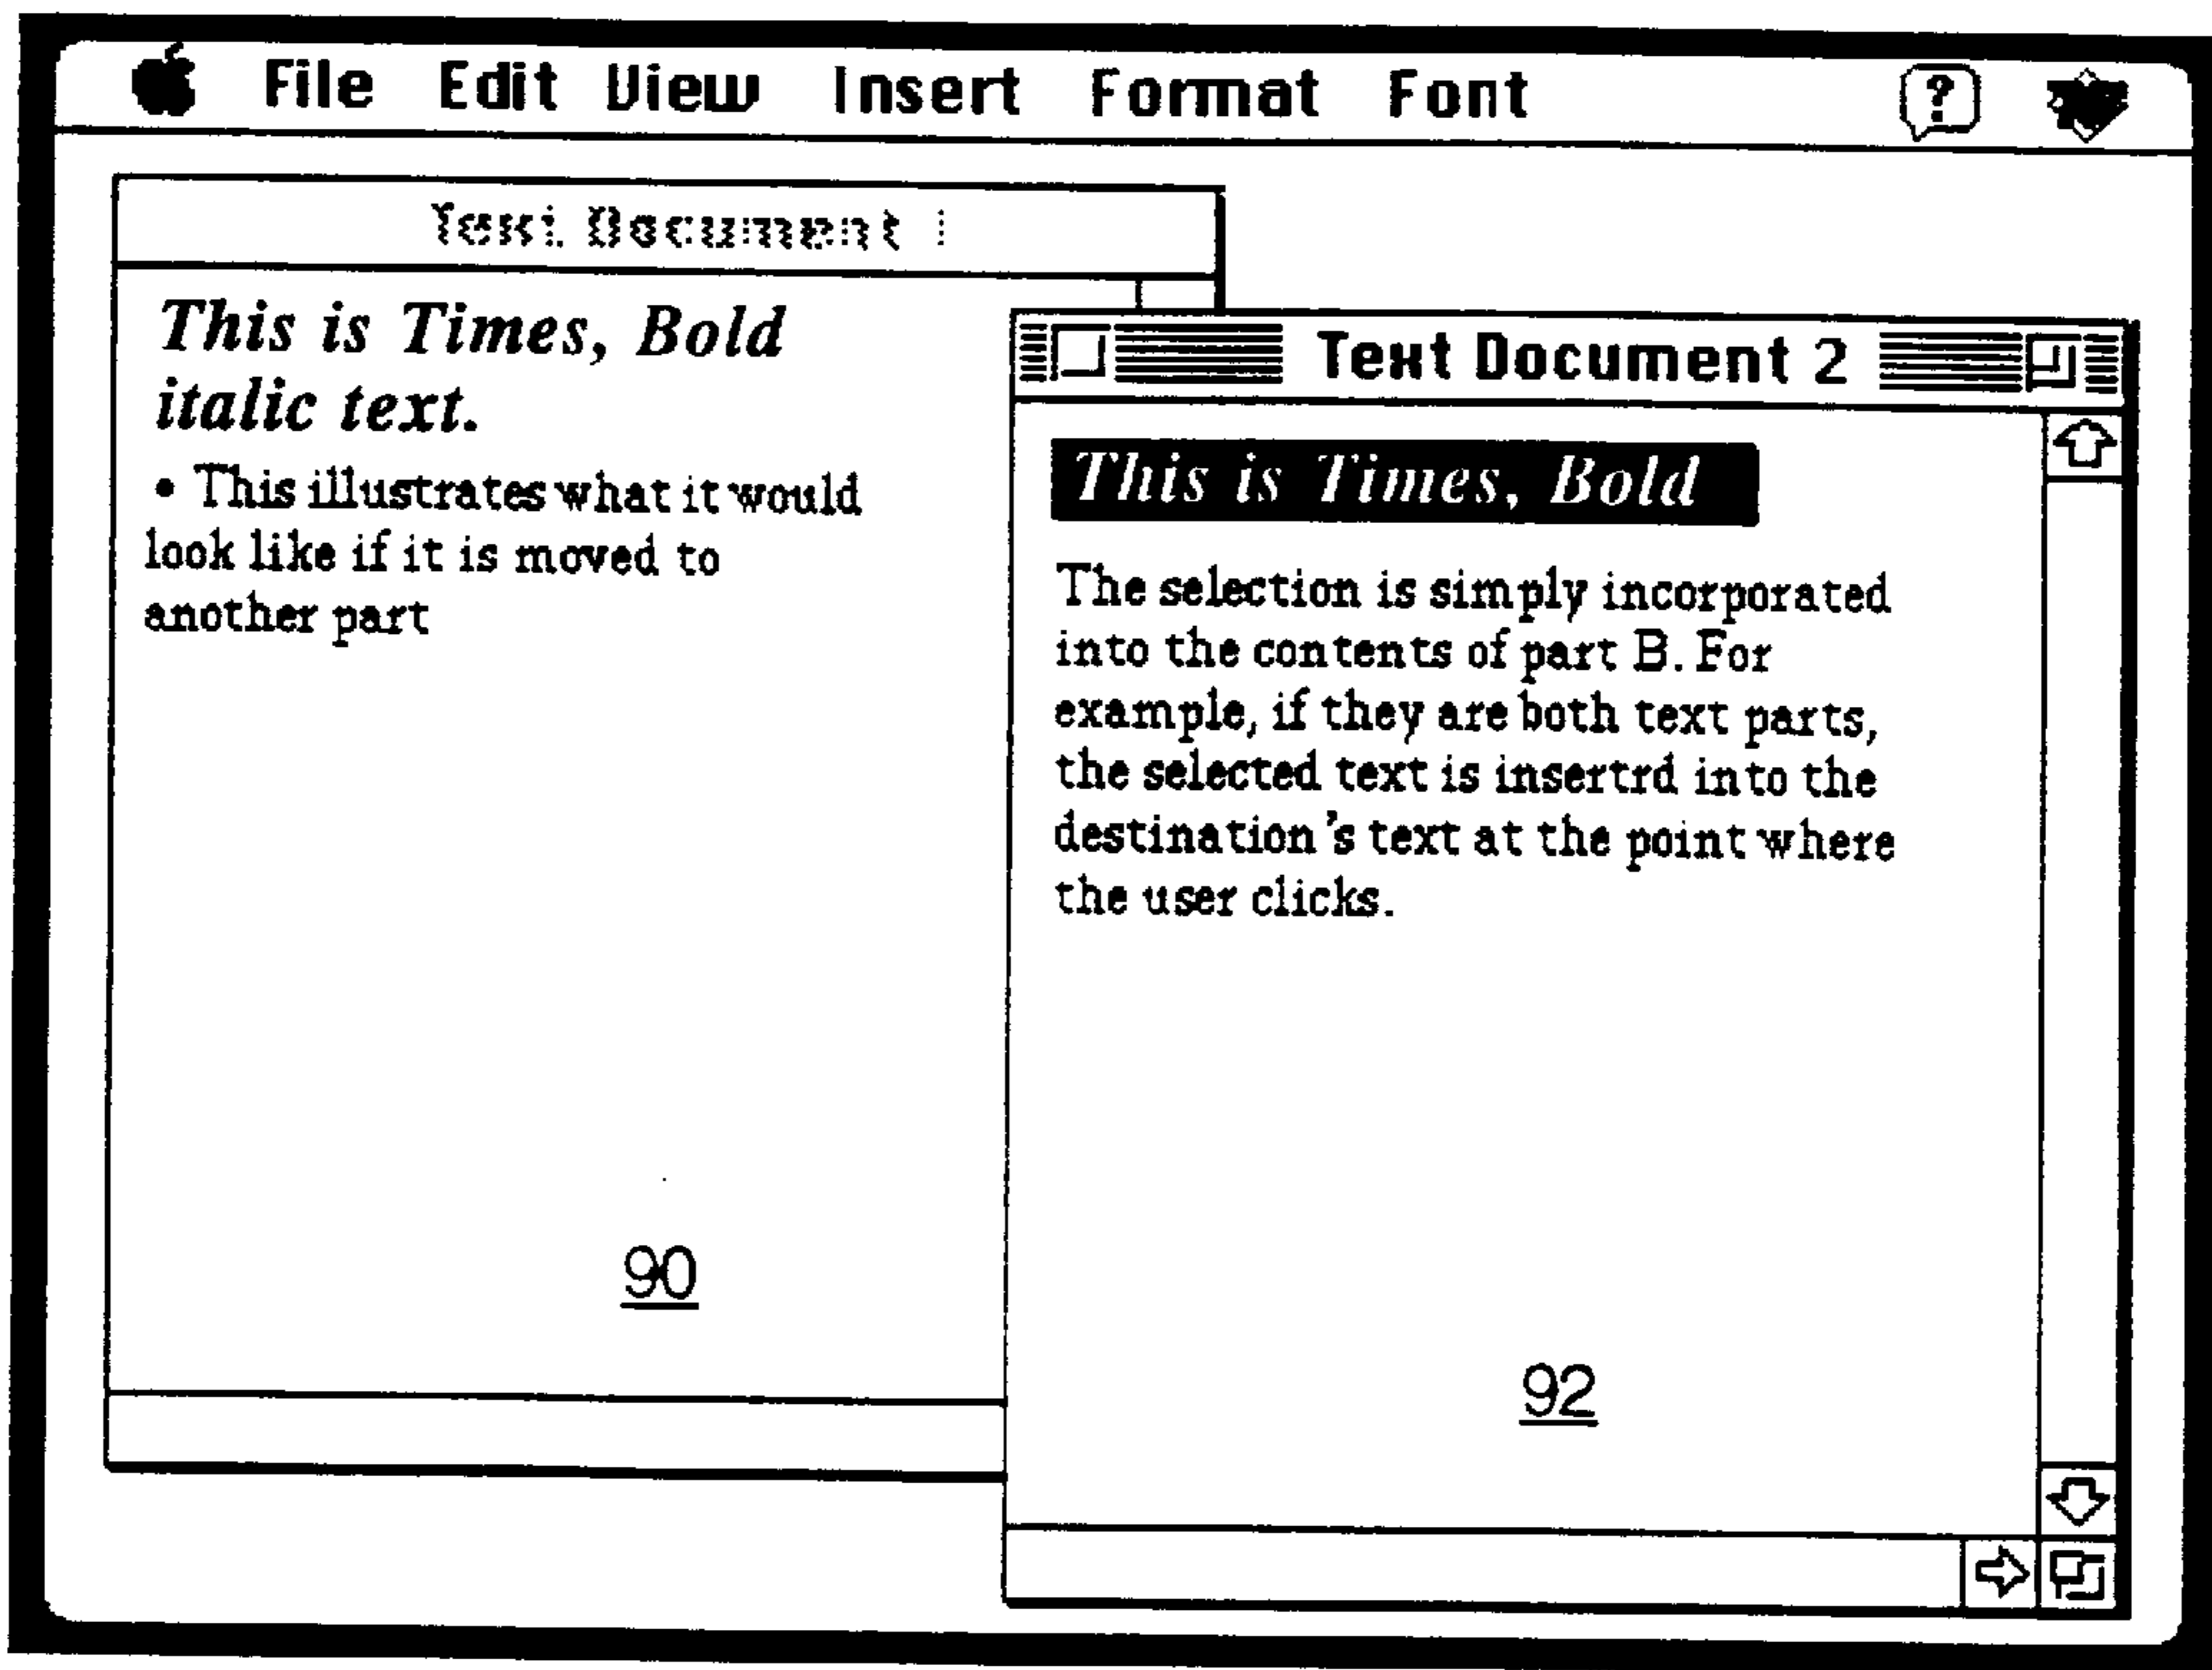 File Edit View Insert Format Font ?
Text Document 1
This is Times, Bold
italic text.
• This illustrates what it would
look like if it is moved to
another part
90
Text Document 2
This is Times, Bold
The selection is simply incorporated
into the contents of part B. For
example, if they are both text parts,
the selected text is insertrd into the
destination's text at the point where
the user clicks.
92